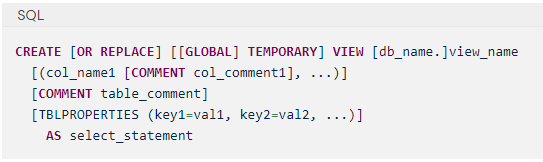 SQL
CREATE [OR REPLACE] [[GLOBAL] TEMPORARY] VIEW [db_name.]view_name
[(col_name1 [COMMENT col_comment1], ...)]
[COMMENT table_comment]
[TBLPROPERTIES (key1=val1, key2=val2, ...)]
AS select_statement